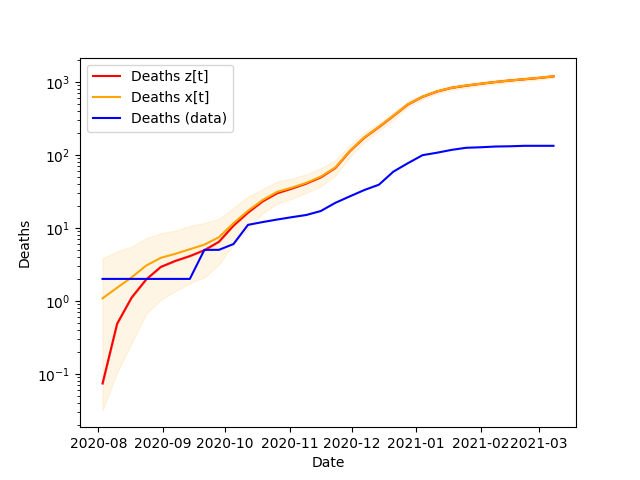 Deaths z[t]
Deaths x[t]
Deaths (data)
Deaths
10³
10²
10¹
10⁰
10⁻¹
2020-08 2020-09 2020-10 2020-11 2020-12 2021-01 2021-02 2021-03
Date